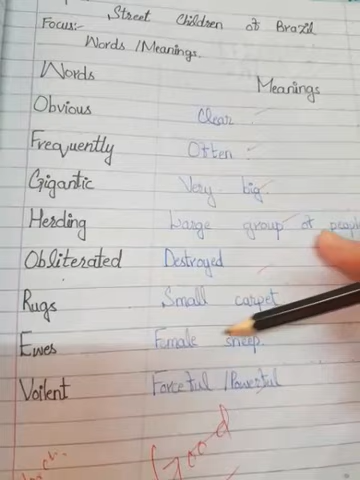 Street Children of Brazil
Focus:-
Words / Meanings.
Words Meanings
Obvious Clear
Frequently Often
Gigantic Very big
Herding Large group of people
Obliterated Destroyed
Rugs Small carpet
Ewes Female sheep.
Voilent Forceful / Powerful
Good